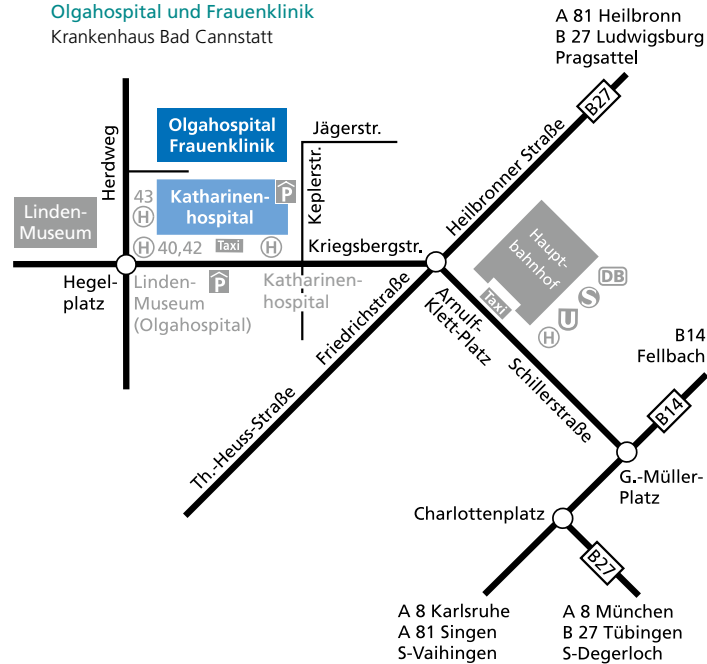 Olgahospital und Frauenklinik
Krankenhaus Bad Cannstatt
A 81 Heilbronn
B 27 Ludwigsburg
Pragsattel
B27
Heilbronner Straße
Olgahospital
Frauenklinik
Jägerstr.
Keplerstr.
Herdweg
Linden-
Museum
43
H
Katharinen-
hospital
P
H 40,42
Taxi
H
Kriegsbergstr.
Haupt-
bahnhof
DB
S
U
H
Taxi
Hegel-
platz
Linden-
Museum
(Olgahospital)
P
Katharinen-
hospital
Friedrichstraße
Arnulf-
Klett-Platz
Schillerstraße
Th.-Heuss-Straße
B14
Fellbach
B14
G.-Müller-
Platz
Charlottenplatz
B27
A 8 Karlsruhe
A 81 Singen
S-Vaihingen
A 8 München
B 27 Tübingen
S-Degerloch